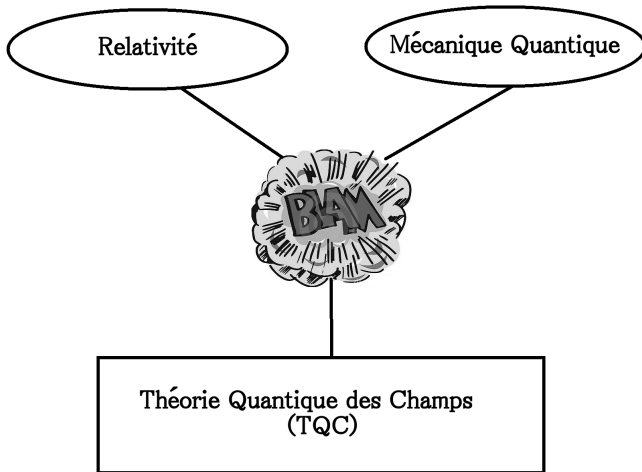 Relativité
Mécanique Quantique
BLAM
Théorie Quantique des Champs
(TQC)